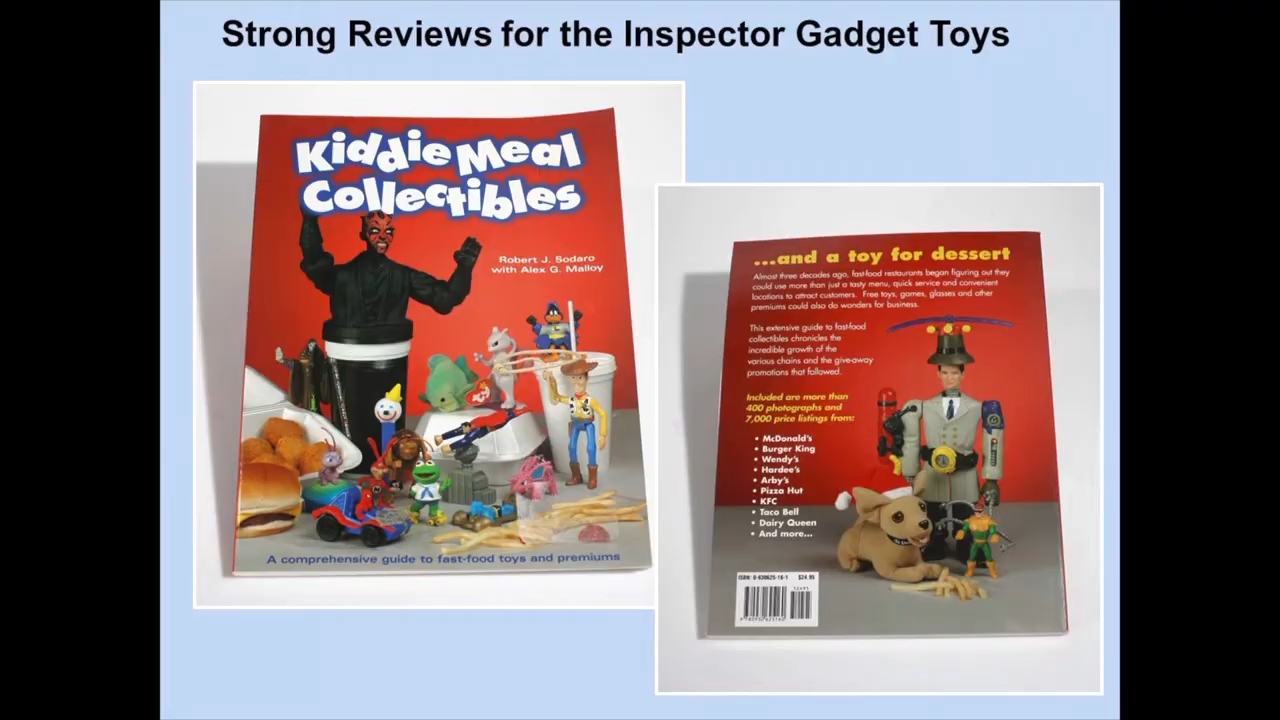 Strong Reviews for the Inspector Gadget Toys
Kiddie Meal
Collectibles
Robert J. Sodaro
with Alex G. Malloy
A comprehensive guide to fast-food toys and premiums
...and a toy for dessert
Almost three decades ago, fast-food restaurants began figuring out they
could use more than just a tasty menu, quick service and convenient
locations to attract customers. Free toys, games, glasses and other
premiums could also do wonders for business.
This extensive guide to fast-food
collectibles chronicles the
incredible growth of the
various chains and the give-away
promotions that followed.
Included are more than
400 photographs and
7,000 price listings from:
• McDonald's
• Burger King
• Wendy's
• Hardee's
• Arby's
• Pizza Hut
• KFC
• Taco Bell
• Dairy Queen
• And more...
$24.95